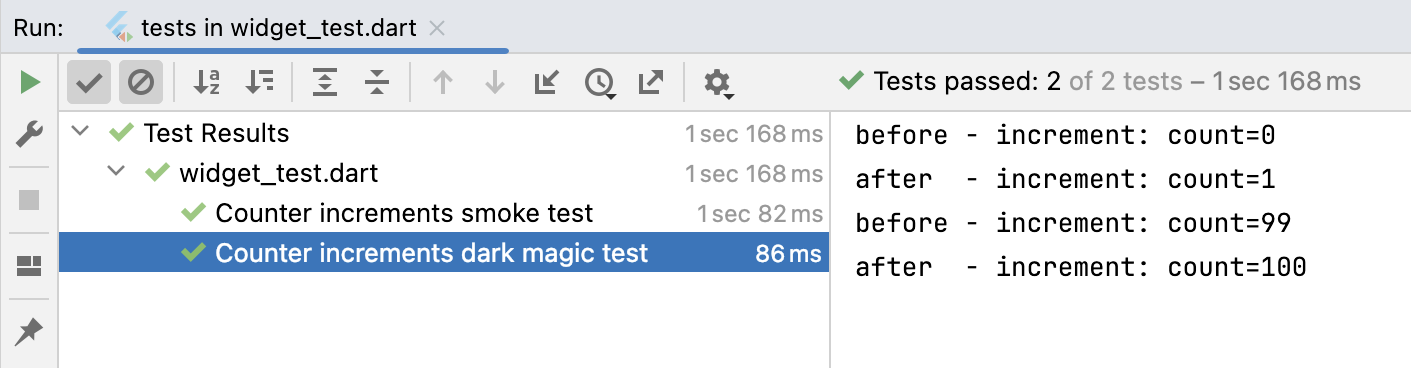 Run: tests in widget_test.dart
Tests passed: 2 of 2 tests – 1 sec 168 ms
Test Results 1 sec 168 ms
widget_test.dart 1 sec 168 ms
Counter increments smoke test 1 sec 82 ms
Counter increments dark magic test 86 ms
before - increment: count=0
after  - increment: count=1
before - increment: count=99
after  - increment: count=100